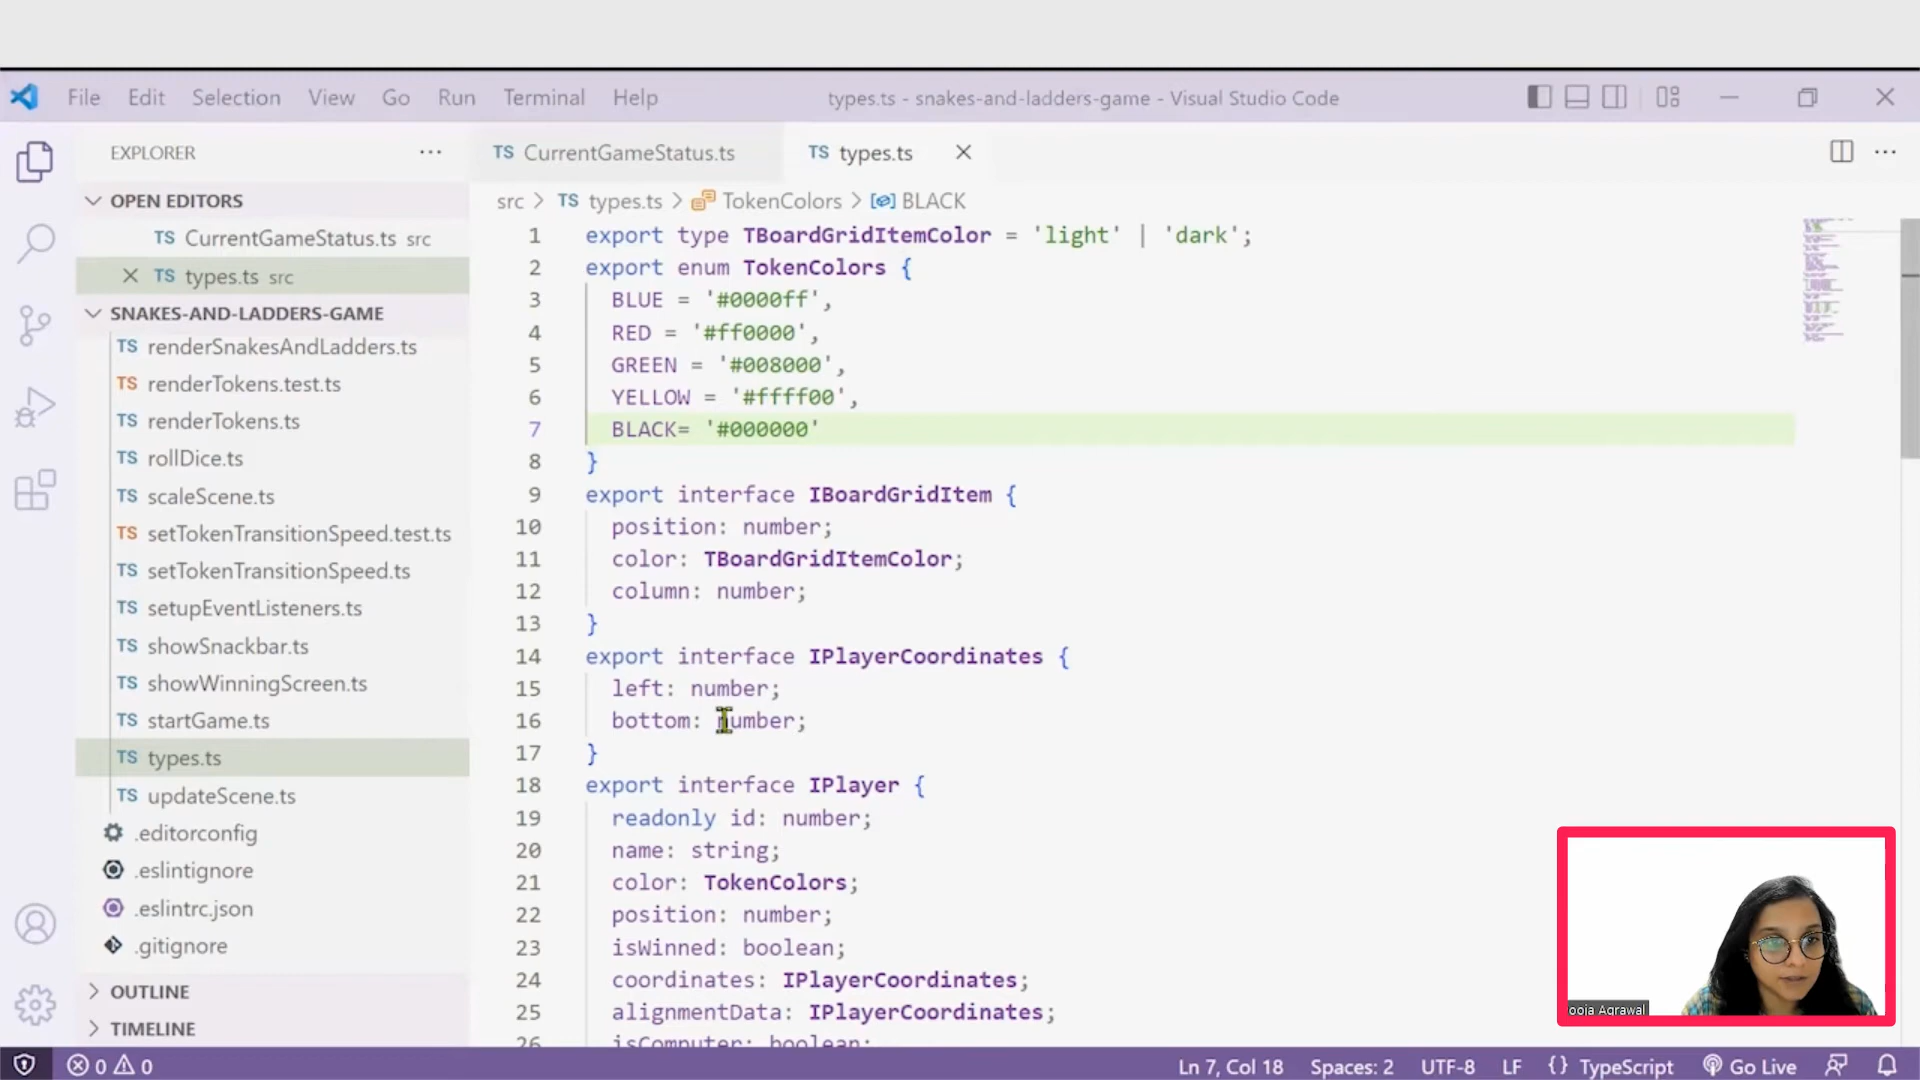 File Edit Selection View Go Run Terminal Help types.ts - snakes-and-ladders-game - Visual Studio Code
EXPLORER
OPEN EDITORS
TS CurrentGameStatus.ts src
TS types.ts src
SNAKES-AND-LADDERS-GAME
TS renderSnakesAndLadders.ts
TS renderTokens.test.ts
TS renderTokens.ts
TS rollDice.ts
TS scaleScene.ts
TS setTokenTransitionSpeed.test.ts
TS setTokenTransitionSpeed.ts
TS setupEventListeners.ts
TS showSnackbar.ts
TS showWinningScreen.ts
TS startGame.ts
TS types.ts
TS updateScene.ts
.editorconfig
.eslintignore
.eslintrc.json
.gitignore
OUTLINE
TIMELINE
TS CurrentGameStatus.ts TS types.ts
src > TS types.ts > TokenColors > BLACK
1 export type TBoardGridItemColor = 'light' | 'dark';
2 export enum TokenColors {
3 BLUE = '#0000ff',
4 RED = '#ff0000',
5 GREEN = '#008000',
6 YELLOW = '#ffff00',
7 BLACK= '#000000'
8 }
9 export interface IBoardGridItem {
10 position: number;
11 color: TBoardGridItemColor;
12 column: number;
13 }
14 export interface IPlayerCoordinates {
15 left: number;
16 bottom: number;
17 }
18 export interface IPlayer {
19 readonly id: number;
20 name: string;
21 color: TokenColors;
22 position: number;
23 isWinned: boolean;
24 coordinates: IPlayerCoordinates;
25 alignmentData: IPlayerCoordinates;
26 isComputer: boolean;
ooja Agrawal
0 0 Ln 7, Col 18 Spaces: 2 UTF-8 LF {} TypeScript Go Live